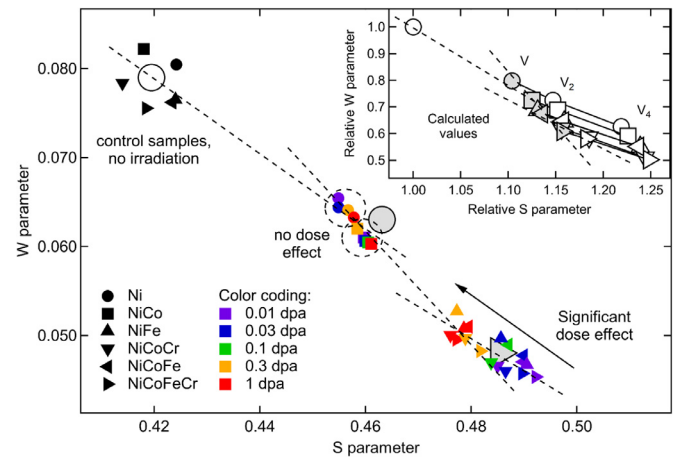 0.080
0.070
0.060
0.050
W parameter
0.42
0.44
0.46
0.48
0.50
S parameter
control samples,
no irradiation
no dose
effect
Significant
dose effect
Ni
NiCo
NiFe
NiCoCr
NiCoFe
NiCoFeCr
Color coding:
0.01 dpa
0.03 dpa
0.1 dpa
0.3 dpa
1 dpa
1.0
0.9
0.8
0.7
0.6
0.5
Relative W parameter
1.00
1.05
1.10
1.15
1.20
1.25
Relative S parameter
Calculated
values
V
V2
V4